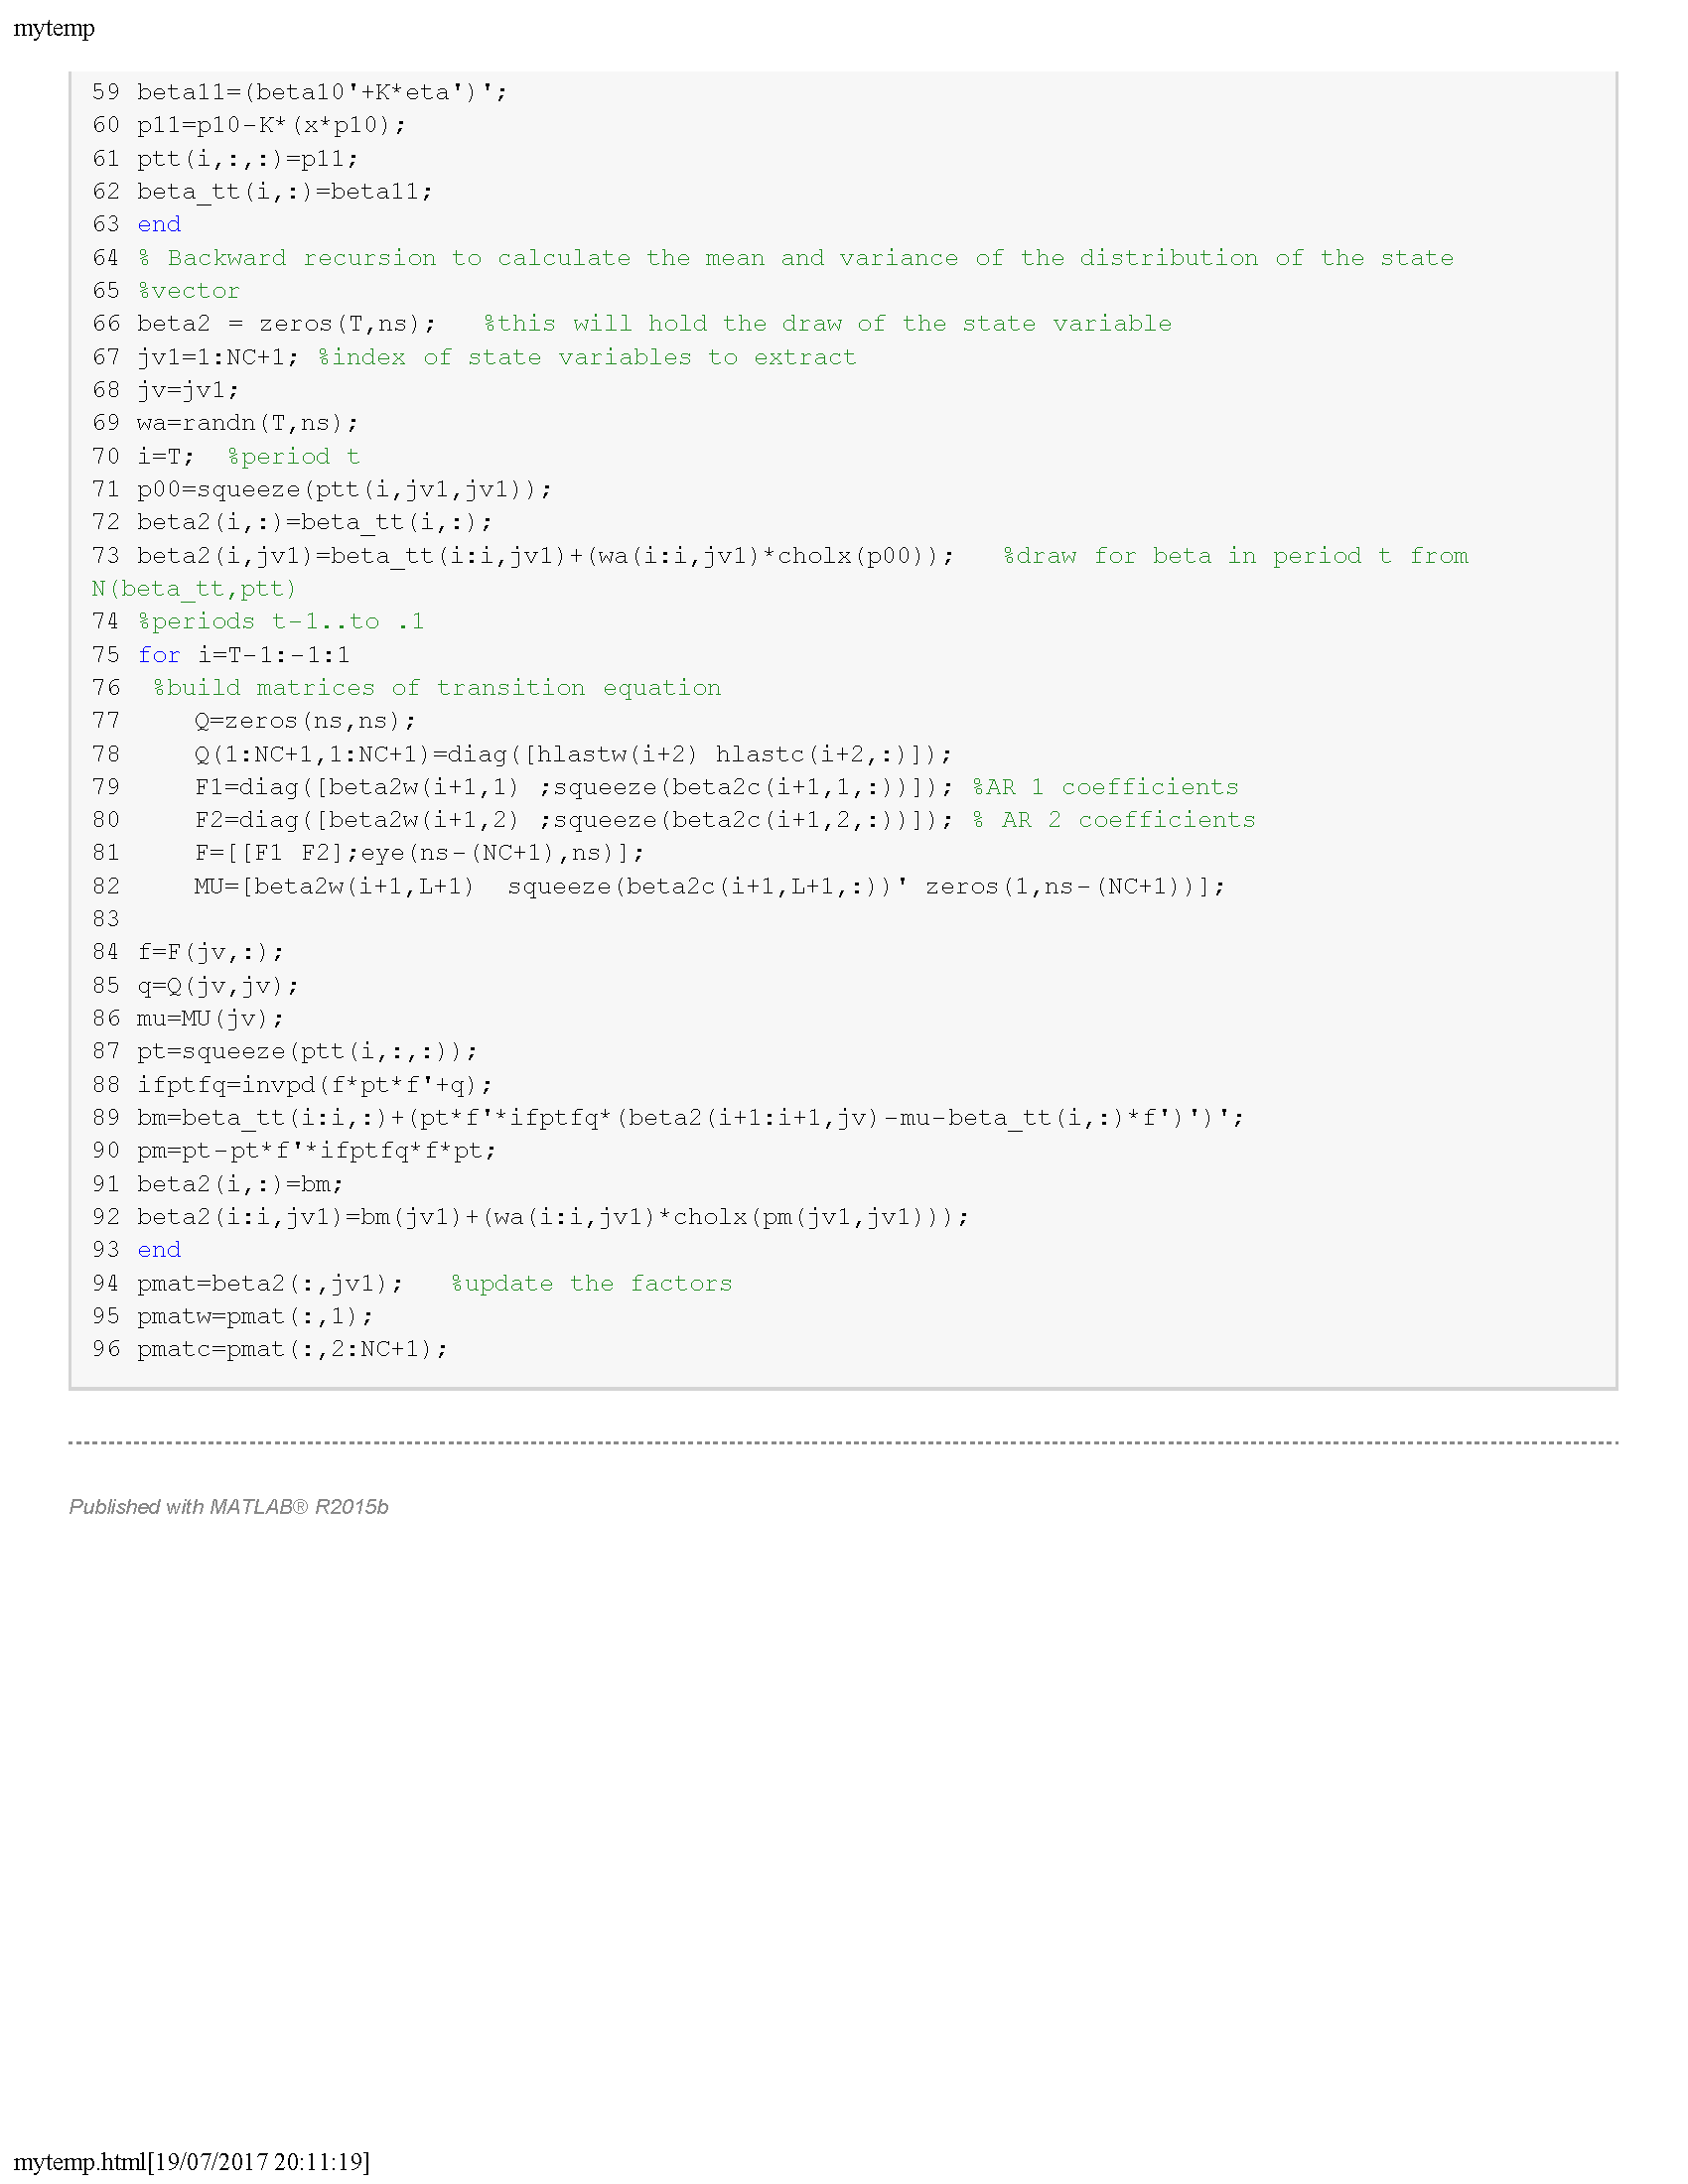 mytemp
59 beta11=(beta10'+K*eta')';
60 p11=p10-K*(x*p10);
61 ptt(i,:,:)=p11;
62 beta_tt(i,:)=beta11;
63 end
64 % Backward recursion to calculate the mean and variance of the distribution of the state
65 %vector
66 beta2 = zeros(T,ns);   %this will hold the draw of the state variable
67 jv1=1:NC+1; %index of state variables to extract
68 jv=jv1;
69 wa=randn(T,ns);
70 i=T;  %period t
71 p00=squeeze(ptt(i,jv1,jv1));
72 beta2(i,:)=beta_tt(i,:);
73 beta2(i,jv1)=beta_tt(i:i,jv1)+(wa(i:i,jv1)*cholx(p00));   %draw for beta in period t from
N(beta_tt,ptt)
74 %periods t-1..to .1
75 for i=T-1:-1:1
76  %build matrices of transition equation
77     Q=zeros(ns,ns);
78     Q(1:NC+1,1:NC+1)=diag([hlastw(i+2) hlastc(i+2,:)]);
79     F1=diag([beta2w(i+1,1) ;squeeze(beta2c(i+1,1,:))]); %AR 1 coefficients
80     F2=diag([beta2w(i+1,2) ;squeeze(beta2c(i+1,2,:))]); % AR 2 coefficients
81     F=[[F1 F2];eye(ns-(NC+1),ns)];
82     MU=[beta2w(i+1,L+1)  squeeze(beta2c(i+1,L+1,:))' zeros(1,ns-(NC+1))];
83
84 f=F(jv,:);
85 q=Q(jv,jv);
86 mu=MU(jv);
87 pt=squeeze(ptt(i,:,:));
88 ifptfq=invpd(f*pt*f'+q);
89 bm=beta_tt(i:i,:)+(pt*f'*ifptfq*(beta2(i+1:i+1,jv)-mu-beta_tt(i,:)*f')')';
90 pm=pt-pt*f'*ifptfq*f*pt;
91 beta2(i,:)=bm;
92 beta2(i:i,jv1)=bm(jv1)+(wa(i:i,jv1)*cholx(pm(jv1,jv1)));
93 end
94 pmat=beta2(:,jv1);   %update the factors
95 pmatw=pmat(:,1);
96 pmatc=pmat(:,2:NC+1);
Published with MATLAB® R2015b
mytemp.html[19/07/2017 20:11:19]